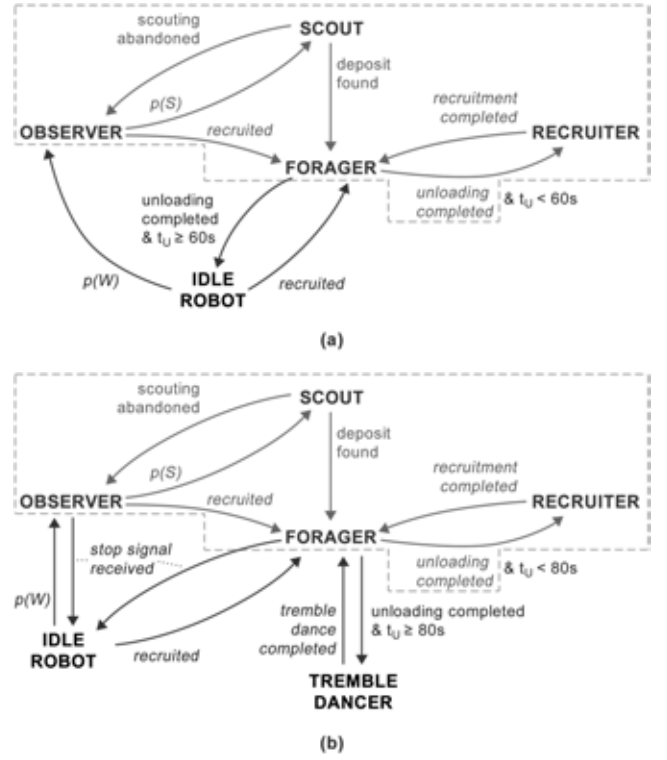 scouting
abandoned
SCOUT
deposit
found
p(S)
recruitment
completed
OBSERVER
recruited
RECRUITER
FORAGER
unloading
completed
& t_U < 60s
unloading
completed
& t_U ≥ 60s
p(W)
IDLE
ROBOT
recruited
(a)
scouting
abandoned
SCOUT
deposit
found
p(S)
recruitment
completed
OBSERVER
recruited
RECRUITER
FORAGER
stop signal
received
unloading
completed
& t_U < 80s
p(W)
tremble
dance
completed
unloading completed
& t_U ≥ 80s
IDLE
ROBOT
recruited
TREMBLE
DANCER
(b)